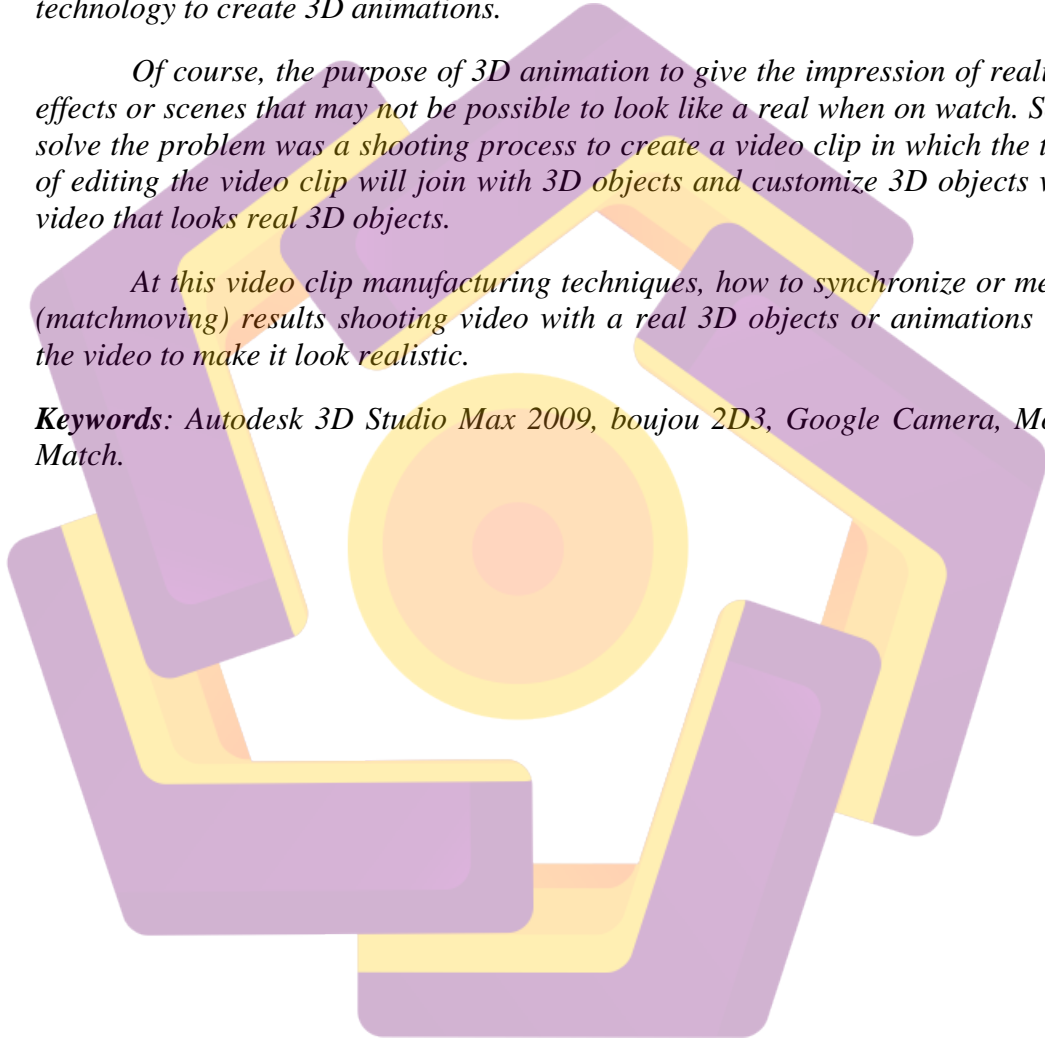 technology to create 3D animations.
Of course, the purpose of 3D animation to give the impression of
effects or scenes that may not be possible to look like a real when on watch.
solve the problem was a shooting process to create a video clip in which the
of editing the video clip will join with 3D objects and customize 3D objects
video that looks real 3D objects.
At this video clip manufacturing techniques, how to synchronize or
(matchmoving) results shooting video with a real 3D objects or animations
the video to make it look realistic.
Keywords: Autodesk 3D Studio Max 2009, boujou 2D3, Google Camera,
Match.